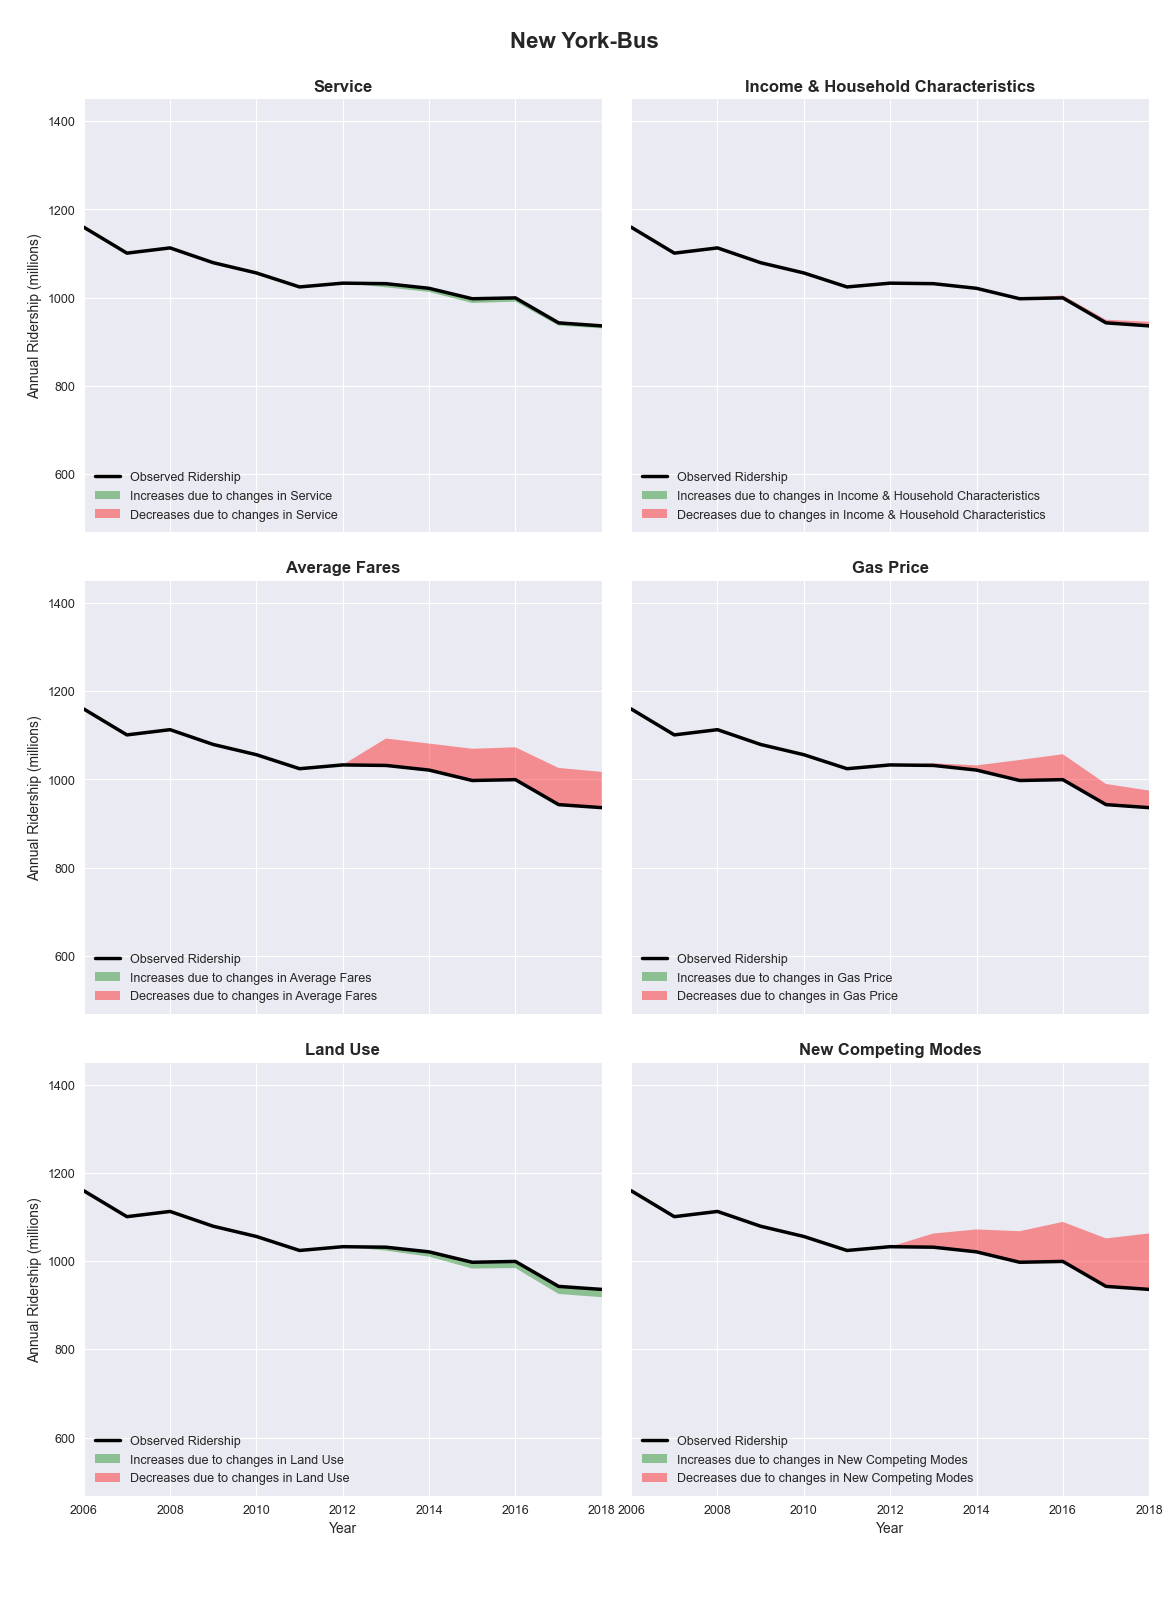 New York-Bus
Service
1400
1200
1000
800
600
Annual Ridership (millions)
Observed Ridership
Increases due to changes in Service
Decreases due to changes in Service
Income & Household Characteristics
Observed Ridership
Increases due to changes in Income & Household Characteristics
Decreases due to changes in Income & Household Characteristics
Average Fares
1400
1200
1000
800
600
Annual Ridership (millions)
Observed Ridership
Increases due to changes in Average Fares
Decreases due to changes in Average Fares
Gas Price
Observed Ridership
Increases due to changes in Gas Price
Decreases due to changes in Gas Price
Land Use
1400
1200
1000
800
600
Annual Ridership (millions)
Observed Ridership
Increases due to changes in Land Use
Decreases due to changes in Land Use
2006 2008 2010 2012 2014 2016 2018
Year
New Competing Modes
Observed Ridership
Increases due to changes in New Competing Modes
Decreases due to changes in New Competing Modes
2006 2008 2010 2012 2014 2016 2018
Year